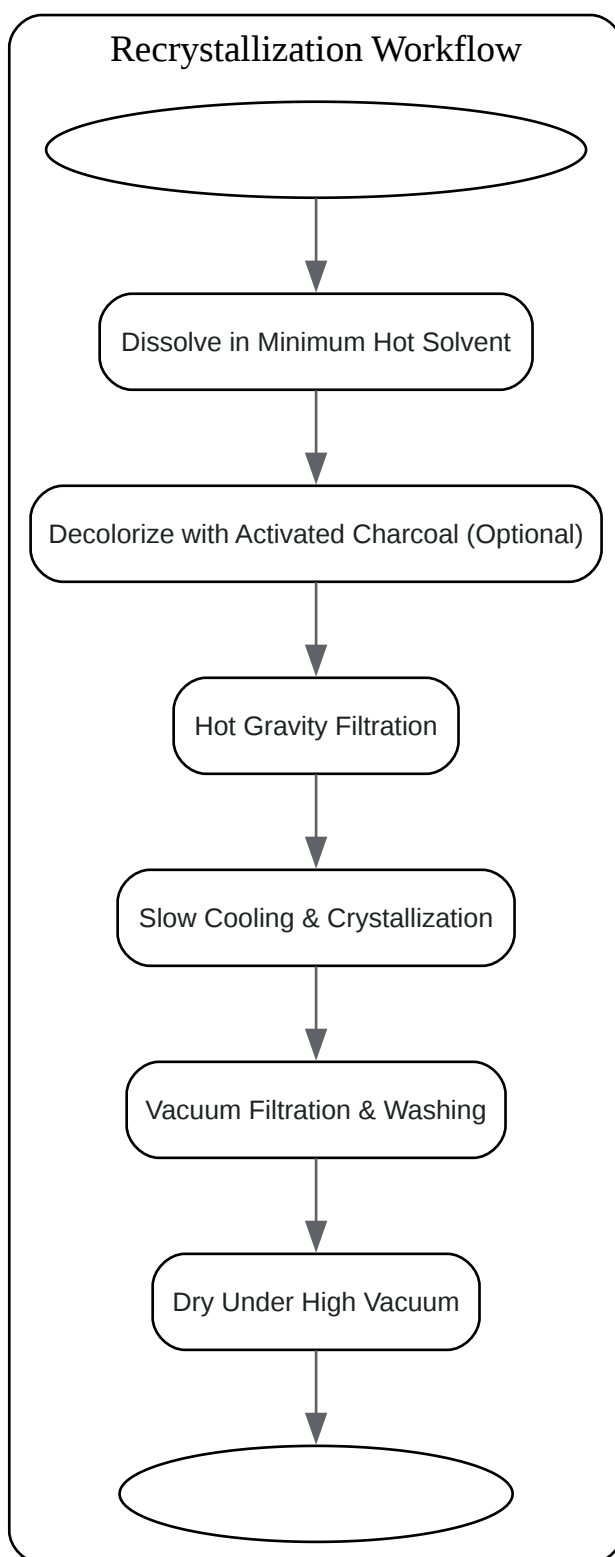 Recrystallization Workflow
Dissolve in Minimum Hot Solvent
Decolorize with Activated Charcoal (Optional)
Hot Gravity Filtration
Slow Cooling & Crystallization
Vacuum Filtration & Washing
Dry Under High Vacuum